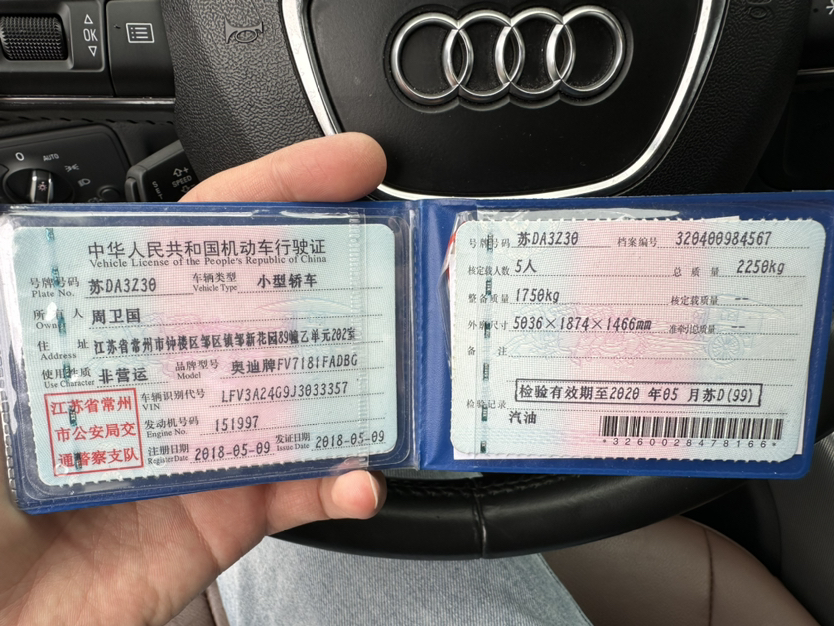 OK
0 AUTO
SPEED
中华人民共和国机动车行驶证
Vehicle License of the People's Republic of China
号牌号码 苏DA3Z30 车辆类型 小型轿车
Plate No. Vehicle Type
所有人 周卫国
Owner
住址 江苏省常州市钟楼区邹区镇邹新花园89幢乙单元202室
Address
使用性质 非营运 品牌型号 奥迪牌FV7181FADBG
Use Character Model
江苏省常州
市公安局交
通警察支队
车辆识别代号 LFV3A24G9J3033357
VIN
发动机号码 151997
Engine No.
注册日期 2018-05-09 发证日期 2018-05-09
Register Date Issue Date
号牌号码 苏DA3Z30 档案编号 320400984567
核定载人数 5人 总质量 2250kg
整备质量 1750kg 核定载质量 --
外廓尺寸 5036×1874×1466mm 准牵引总质量 --
备注
检验有效期至2020 年05 月苏D(99)
检验记录
汽油
*3260028478166*